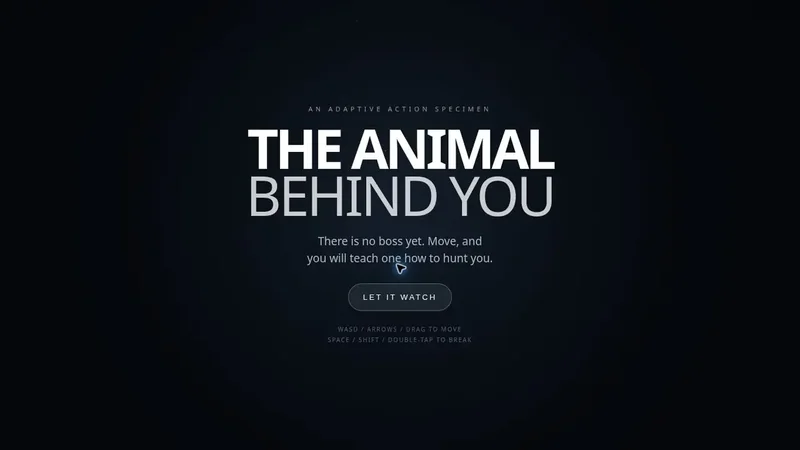 AN ADAPTIVE ACTION SPECIMEN
THE ANIMAL
BEHIND YOU
There is no boss yet. Move, and
you will teach one how to hunt you.
LET IT WATCH
WASD / ARROWS / DRAG TO MOVE
SPACE / SHIFT / DOUBLE-TAP TO BREAK